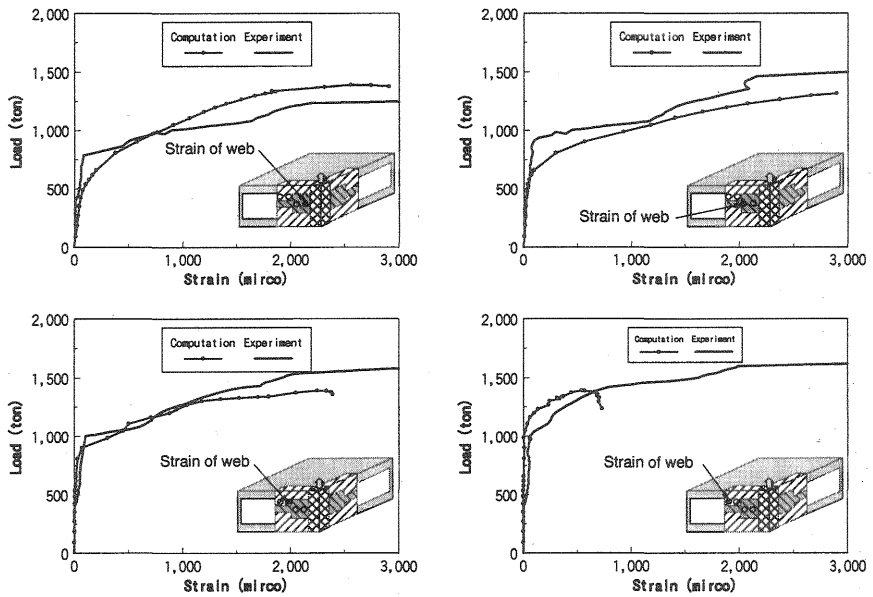 2,000
1,500
1,000
500
0
Load (ton)
Computation Experiment
Strain of web
0 1,000 2,000 3,000
Strain (mirco)
2,000
1,500
1,000
500
0
Load (ton)
Computation Experiment
Strain of web
0 1,000 2,000 3,000
Strain (mirco)
2,000
1,500
1,000
500
0
Load (ton)
Computation Experiment
Strain of web
0 1,000 2,000 3,000
Strain (mirco)
2,000
1,500
1,000
500
0
Load (ton)
Computation Experiment
Strain of web
0 1,000 2,000 3,000
Strain (mirco)